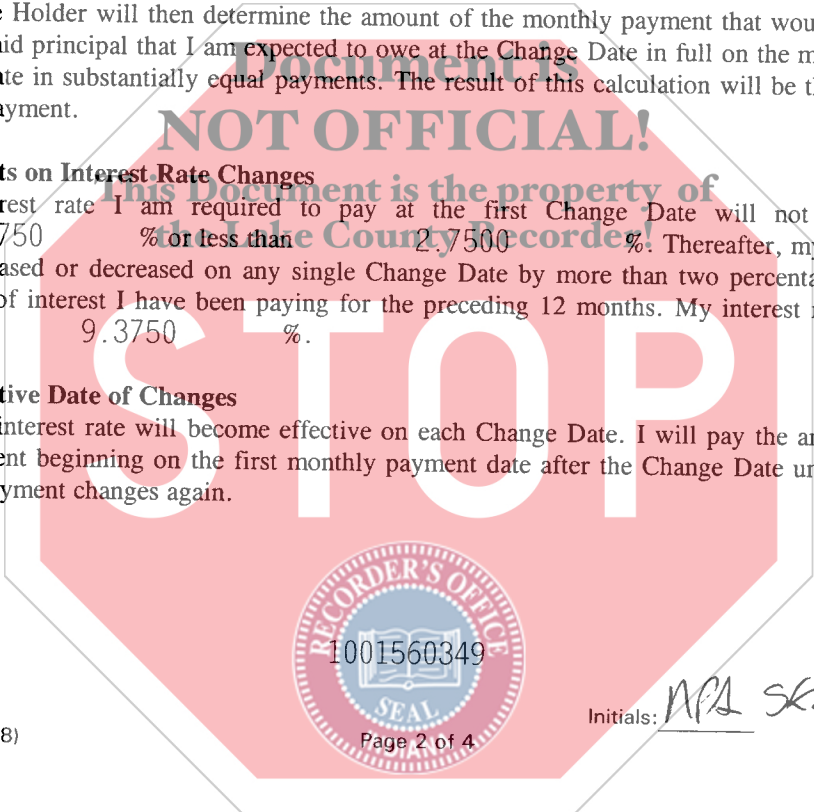 Holder will then determine the amount of the monthly payment that wou
id principal that I am expected to owe at the Change Date in full on the m
te in substantially equal payments. The result of this calculation will be th
ayment.
Document is
NOT OFFICIAL!
This Document is the property of
the Lake County Recorder!
ts on Interest Rate Changes
rest rate I am required to pay at the first Change Date will not
750 % or less than 2.7500 %. Thereafter, my
ased or decreased on any single Change Date by more than two percenta
of interest I have been paying for the preceding 12 months. My interest r
9.3750 %.
STOP
tive Date of Changes
interest rate will become effective on each Change Date. I will pay the a
ent beginning on the first monthly payment date after the Change Date un
yment changes again.
RECORDER'S OFFICE
1001560349
SEAL
INDIANA
Initials:
8)
Page 2 of 4